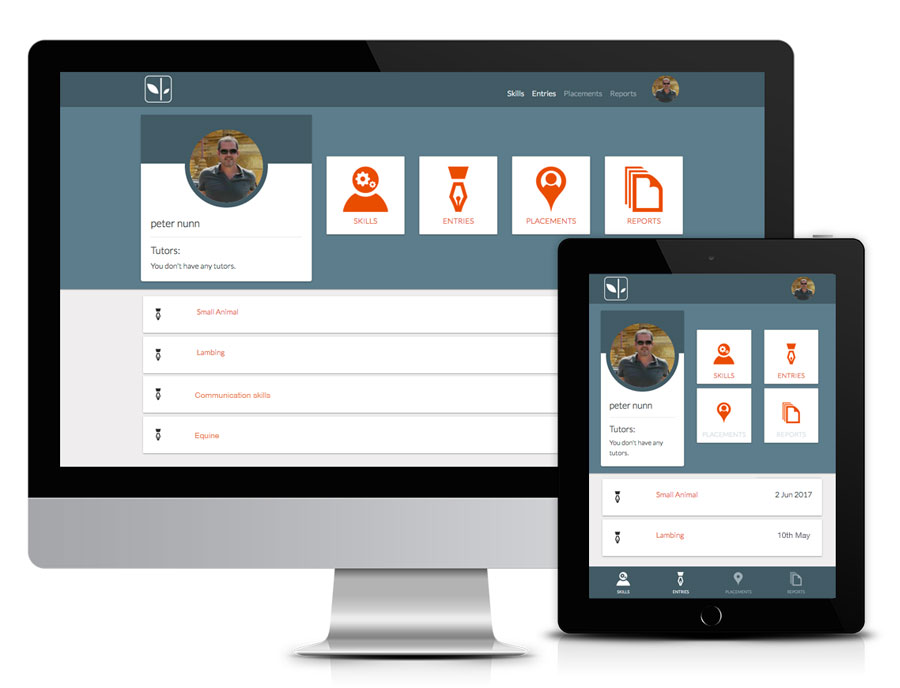 Skills Entries Placements Reports
peter nunn
Tutors:
You don't have any tutors.
SKILLS
ENTRIES
PLACEMENTS
REPORTS
Small Animal
Lambing
Communication skills
Equine
peter nunn
Tutors:
You don't have any
tutors.
SKILLS
ENTRIES
PLACEMENTS
REPORTS
Small Animal 2 Jun 2017
Lambing 10th May
SKILLS ENTRIES PLACEMENTS REPORTS